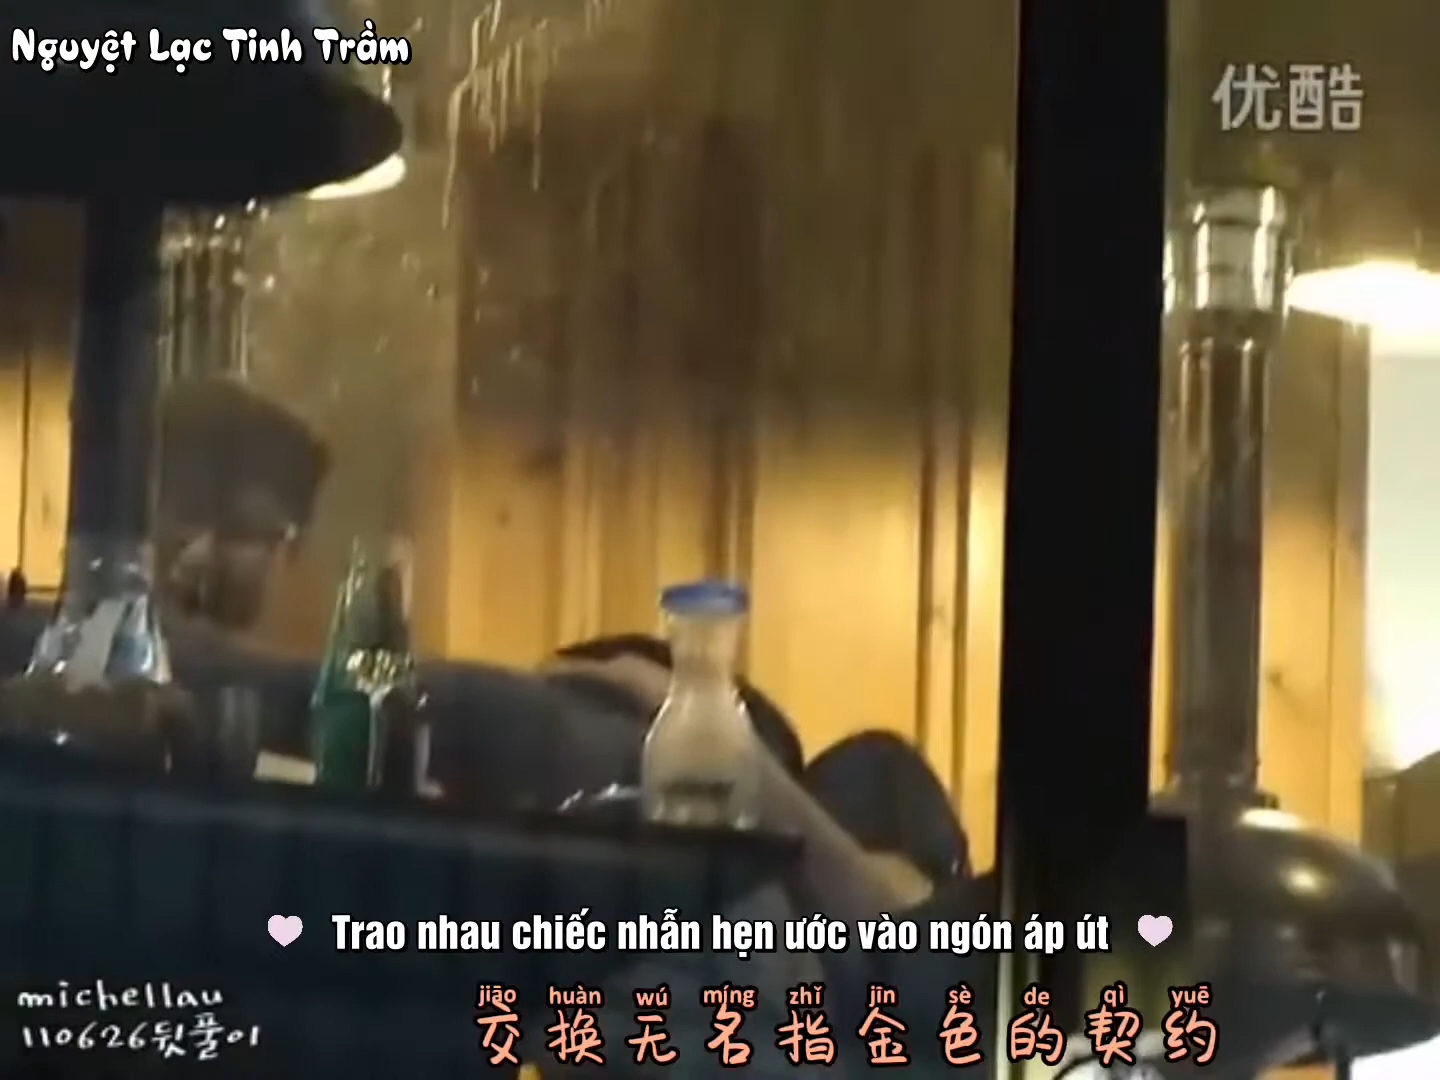 Nguyệt Lạc Tinh Trầm
优酷
Trao nhau chiếc nhẫn hẹn ước vào ngón áp út
michellau
110626뒷풀이
jiāo huàn wú míng zhǐ jīn sè de qì yuē
交换无名指金色的契约